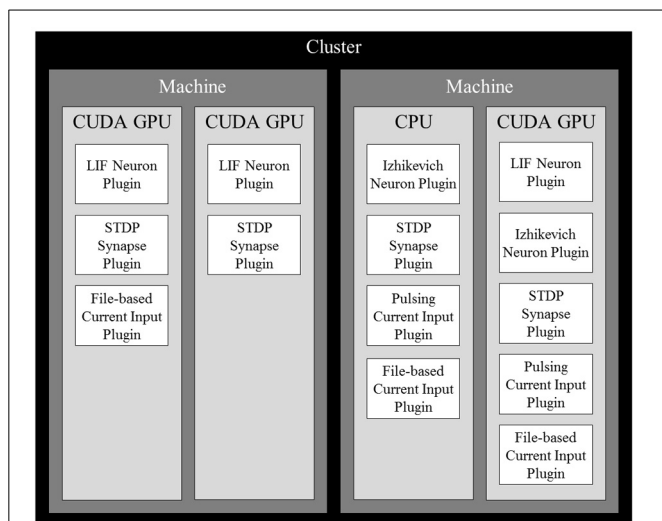 Cluster
Machine
CUDA GPU
LIF Neuron
Plugin
STDP
Synapse
Plugin
File-based
Current Input
Plugin
CUDA GPU
LIF Neuron
Plugin
STDP
Synapse
Plugin
Machine
CPU
Izhikevich
Neuron Plugin
STDP
Synapse
Plugin
Pulsing
Current Input
Plugin
File-based
Current Input
Plugin
CUDA GPU
LIF Neuron
Plugin
Izhikevich
Neuron Plugin
STDP
Synapse
Plugin
Pulsing
Current Input
Plugin
File-based
Current Input
Plugin